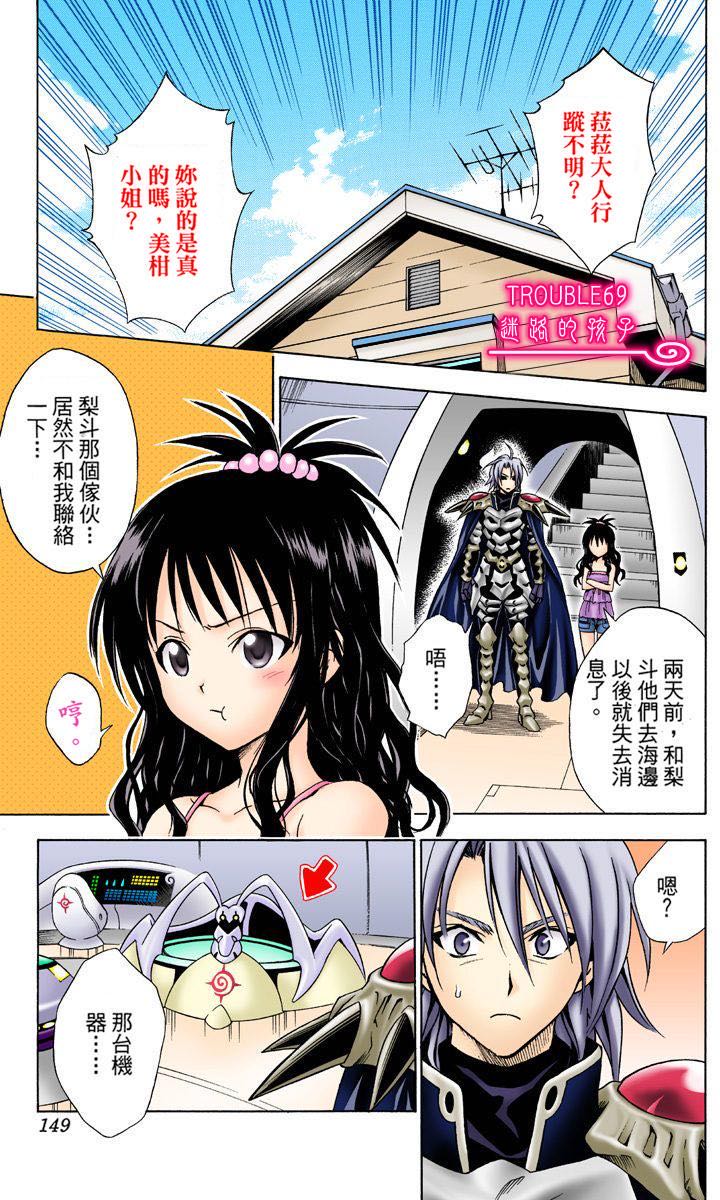 菈菈大人行
蹤不明？
妳說的是真
的嗎，美柑
小姐？
TROUBLE69
迷路的孩子
兩天前，和梨
斗他們去海邊
以後就失去消
息了。
唔……
梨斗那個傢伙…
居然不和我聯絡
一下…
哼。
嗯？
那台機
器……
149